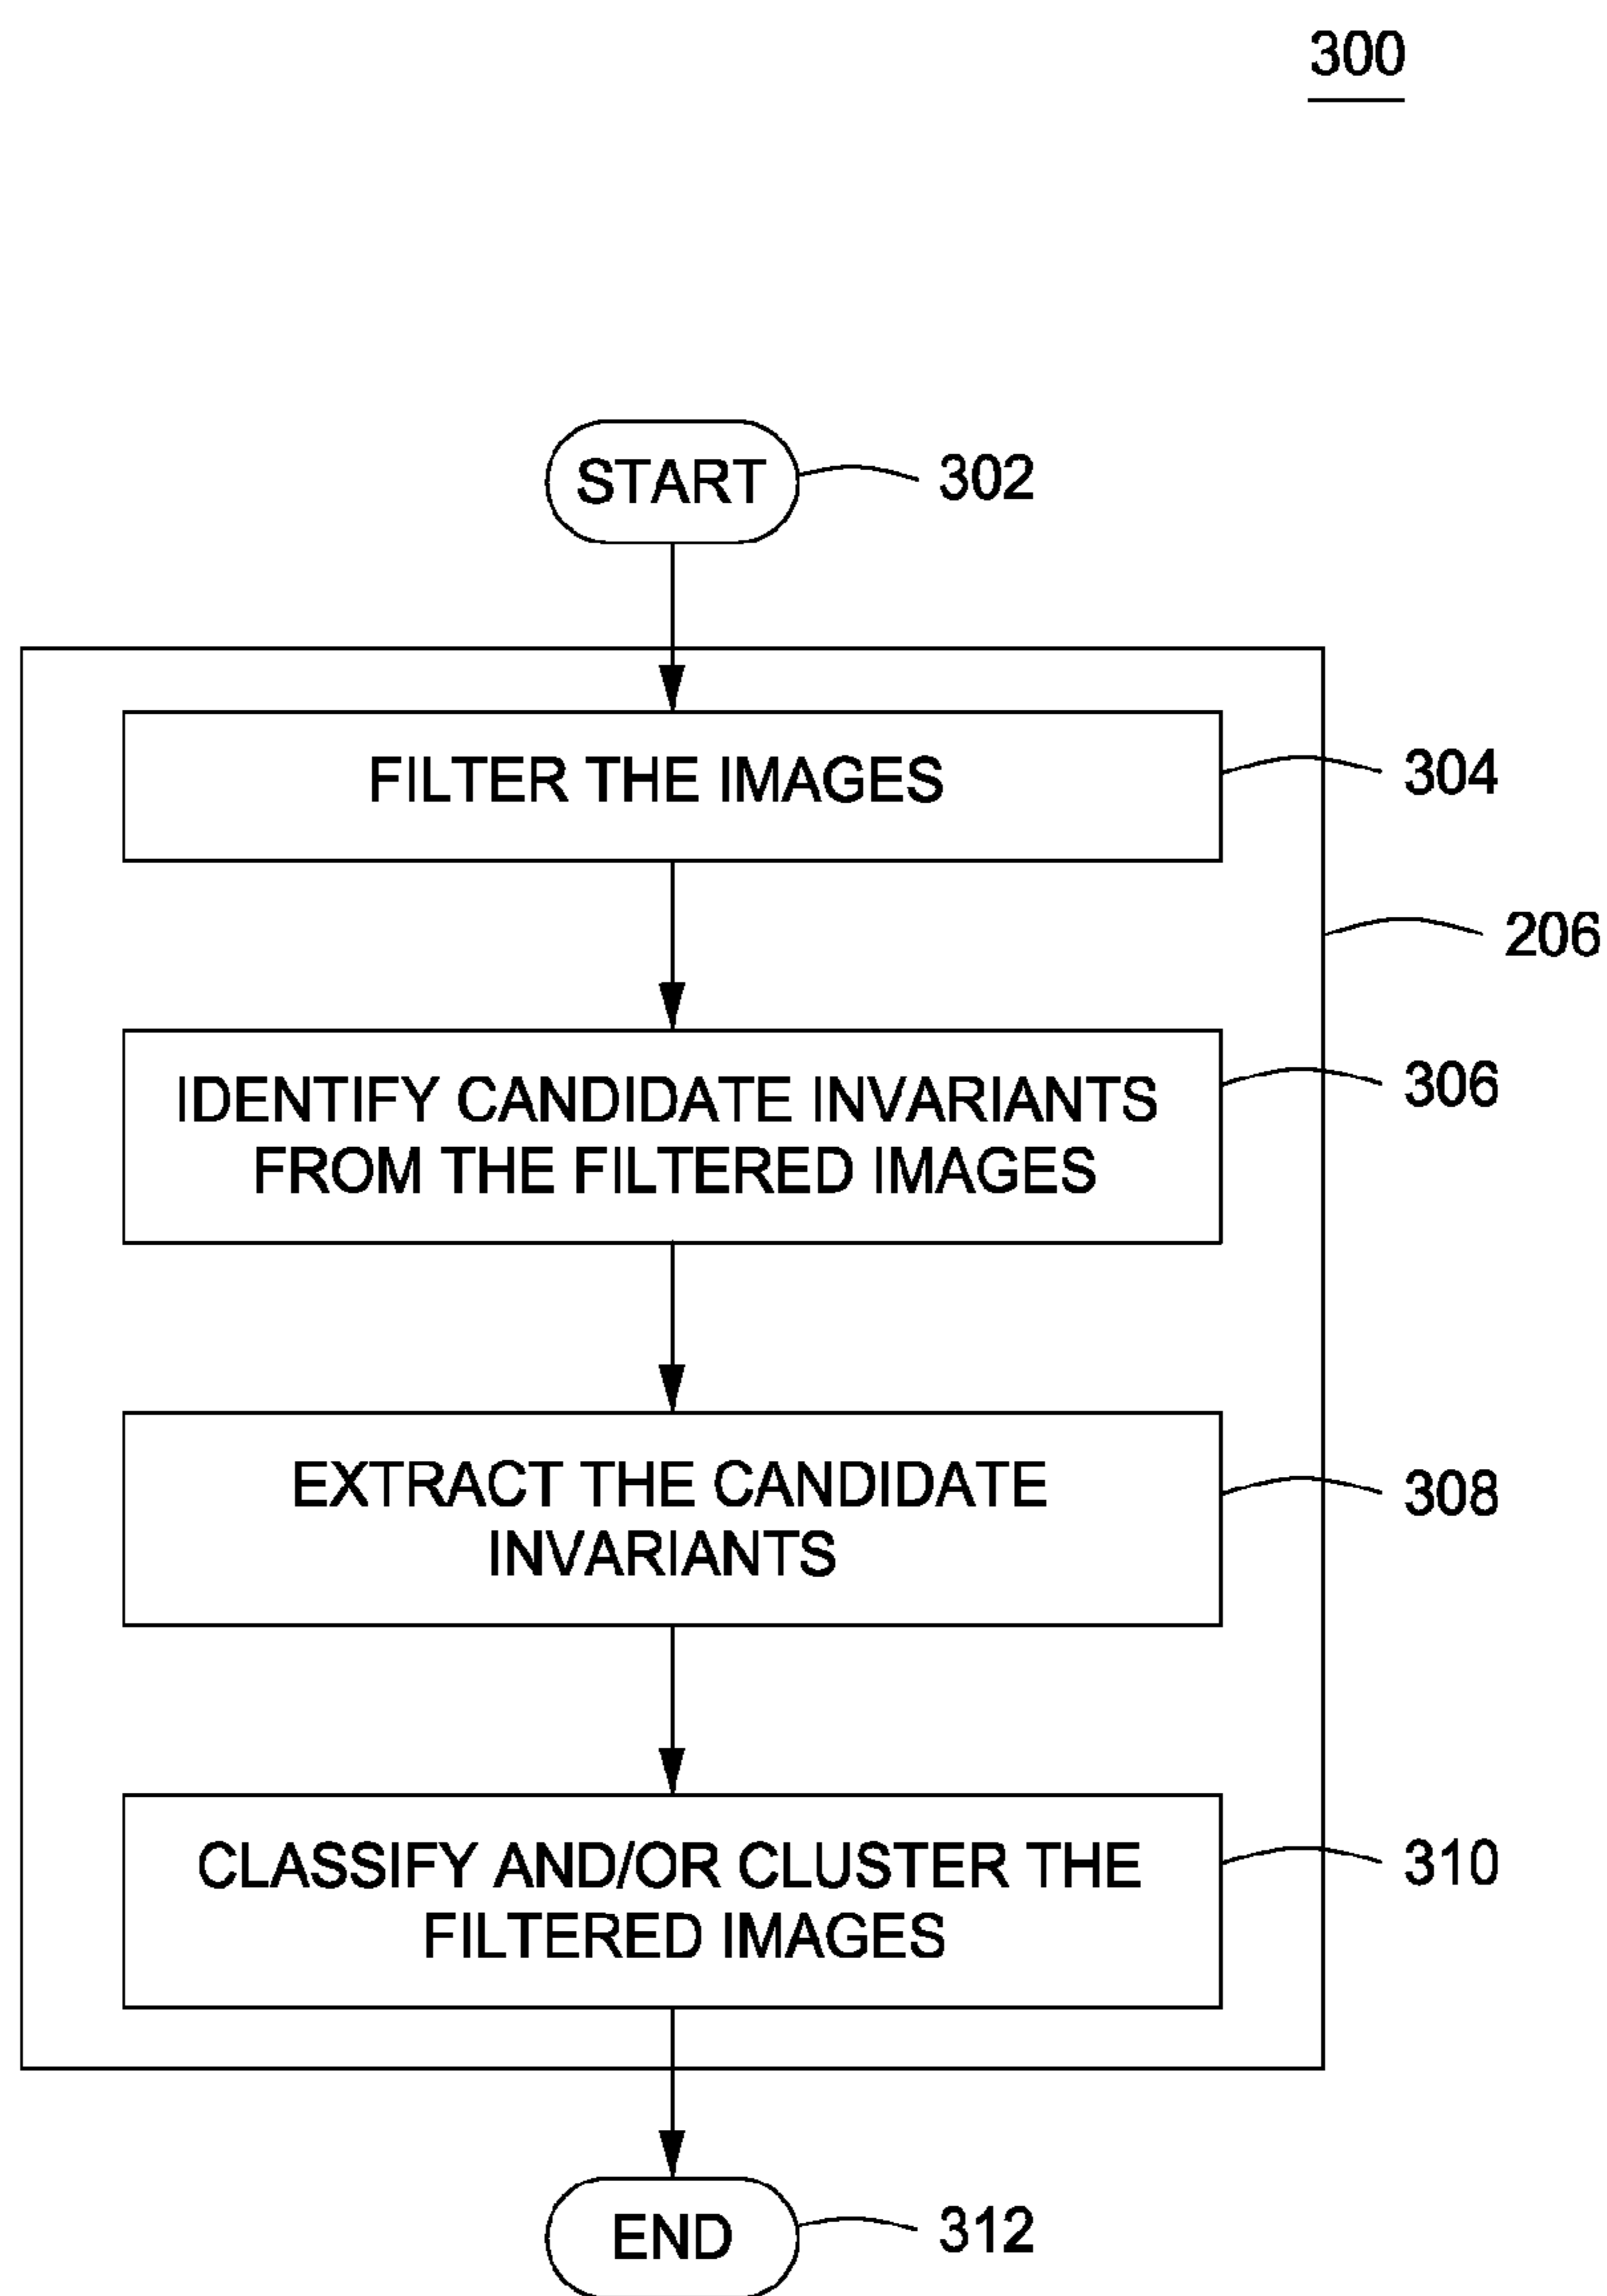 300
START
302
FILTER THE IMAGES
304
206
IDENTIFY CANDIDATE INVARIANTS
FROM THE FILTERED IMAGES
306
EXTRACT THE CANDIDATE
INVARIANTS
308
CLASSIFY AND/OR CLUSTER THE
FILTERED IMAGES
310
END
312